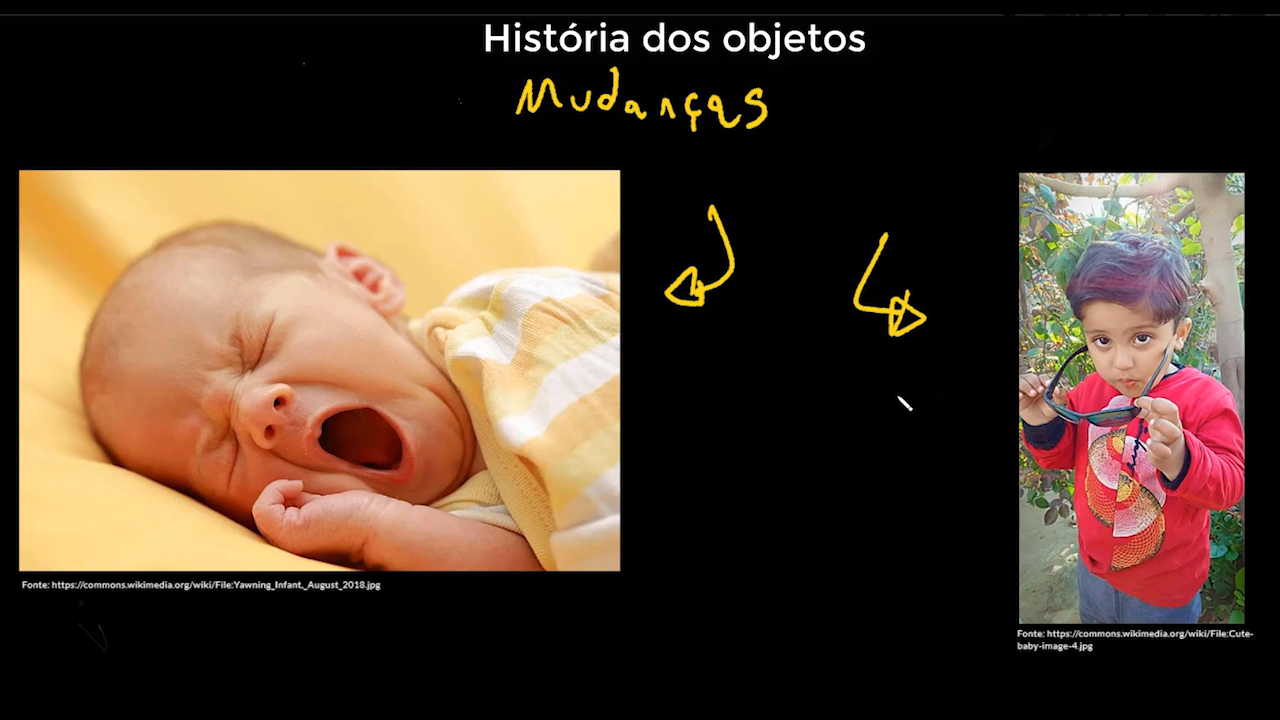 História dos objetos
Mudanças
Fonte: https://commons.wikimedia.org/wiki/File:Yawning_Infant,_August_2018.jpg
Fonte: https://commons.wikimedia.org/wiki/File:Cute-
baby-image-4.jpg